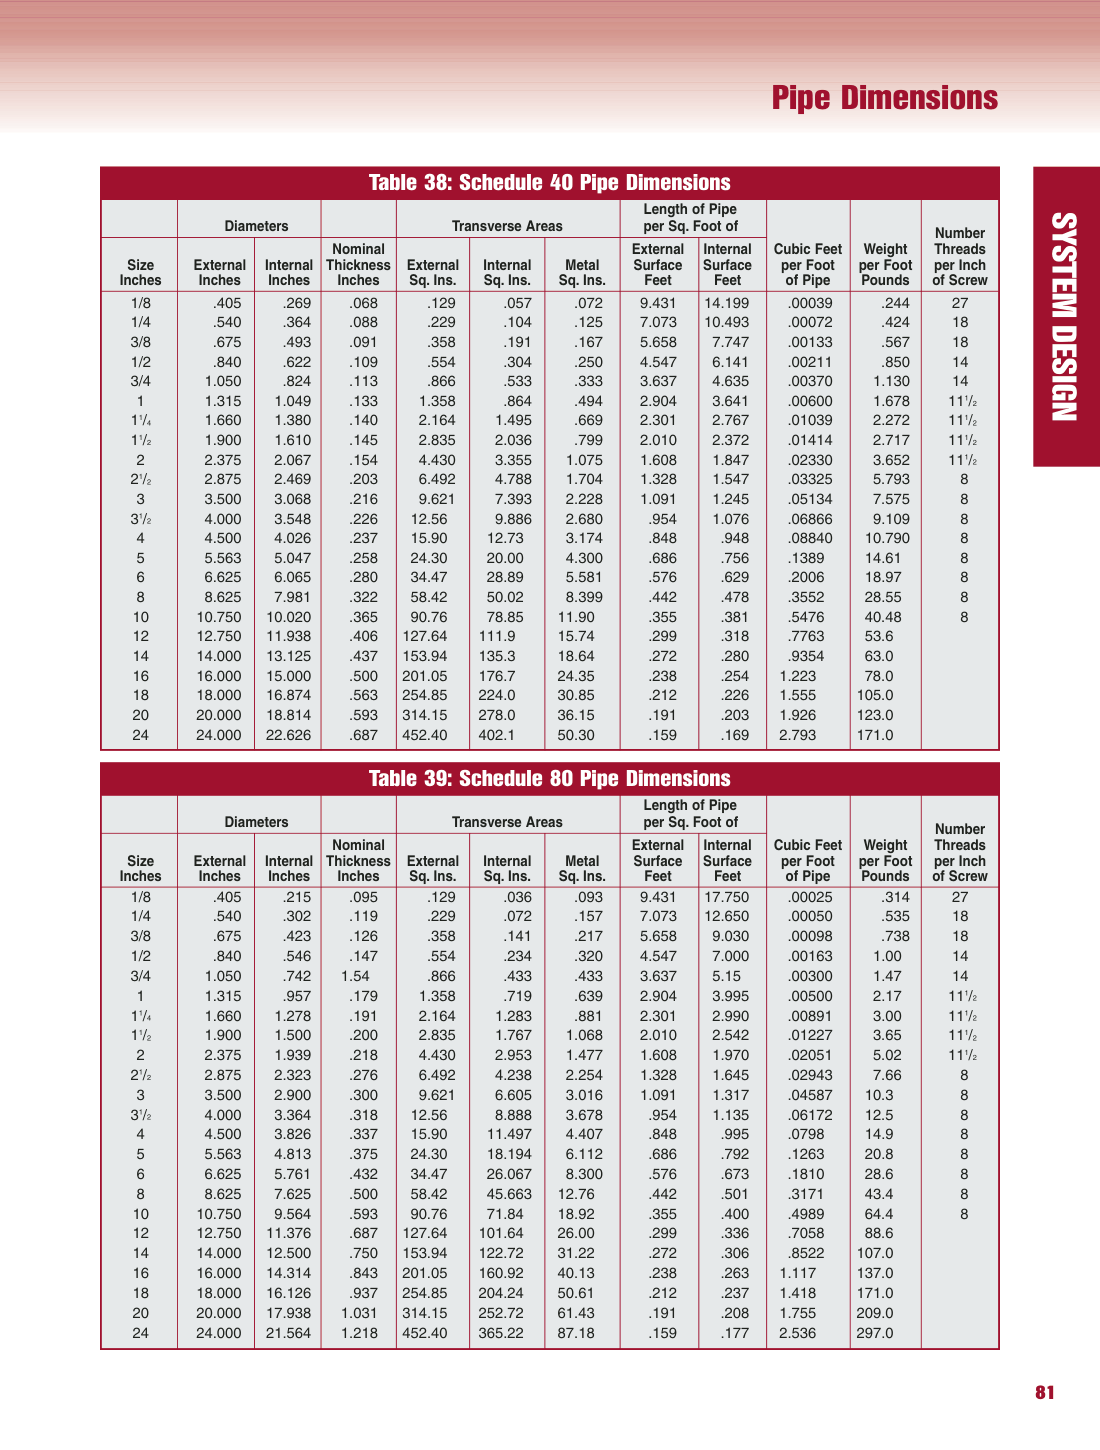 Pipe Dimensions
SYSTEM DESIGN
Table 38: Schedule 40 Pipe Dimensions
Diameters Transverse Areas Length of Pipe per Sq. Foot of
Size Inches External Inches Internal Inches Nominal Thickness Inches External Sq. Ins. Internal Sq. Ins. Metal Sq. Ins. External Surface Feet Internal Surface Feet Cubic Feet per Foot of Pipe Weight per Foot Pounds Number Threads per Inch of Screw
1/8 .405 .269 .068 .129 .057 .072 9.431 14.199 .00039 .244 27
1/4 .540 .364 .088 .229 .104 .125 7.073 10.493 .00072 .424 18
3/8 .675 .493 .091 .358 .191 .167 5.658 7.747 .00133 .567 18
1/2 .840 .622 .109 .554 .304 .250 4.547 6.141 .00211 .850 14
3/4 1.050 .824 .113 .866 .533 .333 3.637 4.635 .00370 1.130 14
1 1.315 1.049 .133 1.358 .864 .494 2.904 3.641 .00600 1.678 11 1/2
1 1/4 1.660 1.380 .140 2.164 1.495 .669 2.301 2.767 .01039 2.272 11 1/2
1 1/2 1.900 1.610 .145 2.835 2.036 .799 2.010 2.372 .01414 2.717 11 1/2
2 2.375 2.067 .154 4.430 3.355 1.075 1.608 1.847 .02330 3.652 11 1/2
2 1/2 2.875 2.469 .203 6.492 4.788 1.704 1.328 1.547 .03325 5.793 8
3 3.500 3.068 .216 9.621 7.393 2.228 1.091 1.245 .05134 7.575 8
3 1/2 4.000 3.548 .226 12.56 9.886 2.680 .954 1.076 .06866 9.109 8
4 4.500 4.026 .237 15.90 12.73 3.174 .848 .948 .08840 10.790 8
5 5.563 5.047 .258 24.30 20.00 4.300 .686 .756 .1389 14.61 8
6 6.625 6.065 .280 34.47 28.89 5.581 .576 .629 .2006 18.97 8
8 8.625 7.981 .322 58.42 50.02 8.399 .442 .478 .3552 28.55 8
10 10.750 10.020 .365 90.76 78.85 11.90 .355 .381 .5476 40.48 8
12 12.750 11.938 .406 127.64 111.9 15.74 .299 .318 .7763 53.6
14 14.000 13.125 .437 153.94 135.3 18.64 .272 .280 .9354 63.0
16 16.000 15.000 .500 201.05 176.7 24.35 .238 .254 1.223 78.0
18 18.000 16.874 .563 254.85 224.0 30.85 .212 .226 1.555 105.0
20 20.000 18.814 .593 314.15 278.0 36.15 .191 .203 1.926 123.0
24 24.000 22.626 .687 452.40 402.1 50.30 .159 .169 2.793 171.0
Table 39: Schedule 80 Pipe Dimensions
Diameters Transverse Areas Length of Pipe per Sq. Foot of
Size Inches External Inches Internal Inches Nominal Thickness Inches External Sq. Ins. Internal Sq. Ins. Metal Sq. Ins. External Surface Feet Internal Surface Feet Cubic Feet per Foot of Pipe Weight per Foot Pounds Number Threads per Inch of Screw
1/8 .405 .215 .095 .129 .036 .093 9.431 17.750 .00025 .314 27
1/4 .540 .302 .119 .229 .072 .157 7.073 12.650 .00050 .535 18
3/8 .675 .423 .126 .358 .141 .217 5.658 9.030 .00098 .738 18
1/2 .840 .546 .147 .554 .234 .320 4.547 7.000 .00163 1.00 14
3/4 1.050 .742 1.54 .866 .433 .433 3.637 5.15 .00300 1.47 14
1 1.315 .957 .179 1.358 .719 .639 2.904 3.995 .00500 2.17 11 1/2
1 1/4 1.660 1.278 .191 2.164 1.283 .881 2.301 2.990 .00891 3.00 11 1/2
1 1/2 1.900 1.500 .200 2.835 1.767 1.068 2.010 2.542 .01227 3.65 11 1/2
2 2.375 1.939 .218 4.430 2.953 1.477 1.608 1.970 .02051 5.02 11 1/2
2 1/2 2.875 2.323 .276 6.492 4.238 2.254 1.328 1.645 .02943 7.66 8
3 3.500 2.900 .300 9.621 6.605 3.016 1.091 1.317 .04587 10.3 8
3 1/2 4.000 3.364 .318 12.56 8.888 3.678 .954 1.135 .06172 12.5 8
4 4.500 3.826 .337 15.90 11.497 4.407 .848 .995 .0798 14.9 8
5 5.563 4.813 .375 24.30 18.194 6.112 .686 .792 .1263 20.8 8
6 6.625 5.761 .432 34.47 26.067 8.300 .576 .673 .1810 28.6 8
8 8.625 7.625 .500 58.42 45.663 12.76 .442 .501 .3171 43.4 8
10 10.750 9.564 .593 90.76 71.84 18.92 .355 .400 .4989 64.4 8
12 12.750 11.376 .687 127.64 101.64 26.00 .299 .336 .7058 88.6
14 14.000 12.500 .750 153.94 122.72 31.22 .272 .306 .8522 107.0
16 16.000 14.314 .843 201.05 160.92 40.13 .238 .263 1.117 137.0
18 18.000 16.126 .937 254.85 204.24 50.61 .212 .237 1.418 171.0
20 20.000 17.938 1.031 314.15 252.72 61.43 .191 .208 1.755 209.0
24 24.000 21.564 1.218 452.40 365.22 87.18 .159 .177 2.536 297.0
81